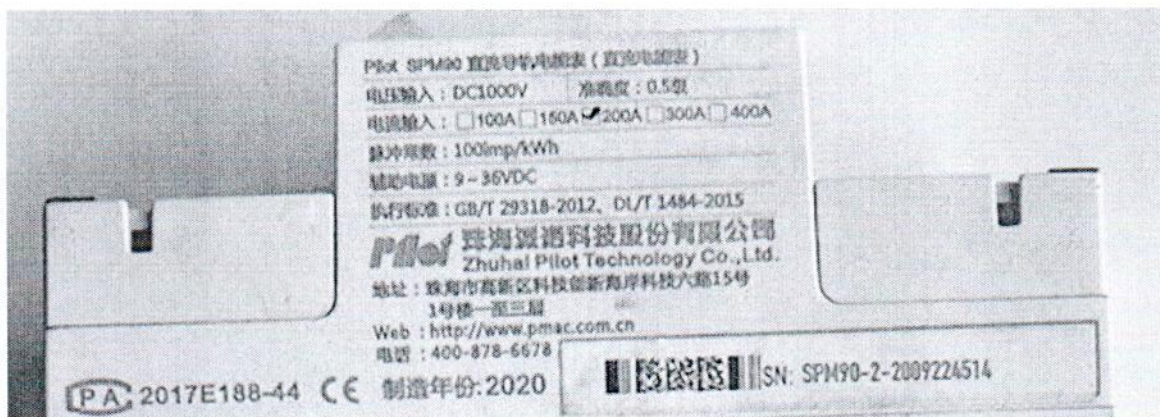 Pilot SPM90 直流导轨电能表(直流电能表)
电压输入:DC1000V 准确度:0.5级
电流输入:☐100A☐150A☑200A☐300A☐400A
脉冲常数:100imp/kWh
辅助电源:9~36VDC
执行标准:GB/T 29318-2012、DL/T 1484-2015
Pilot 珠海派诺科技股份有限公司
Zhuhai Pilot Technology Co.,Ltd.
地址:珠海市高新区科技创新海岸科技六路15号
1号楼一至三层
Web:http://www.pmac.com.cn
电话:400-878-6678
PA 2017E188-44 CE 制造年份:2020
SN: SPM90-2-2009224514